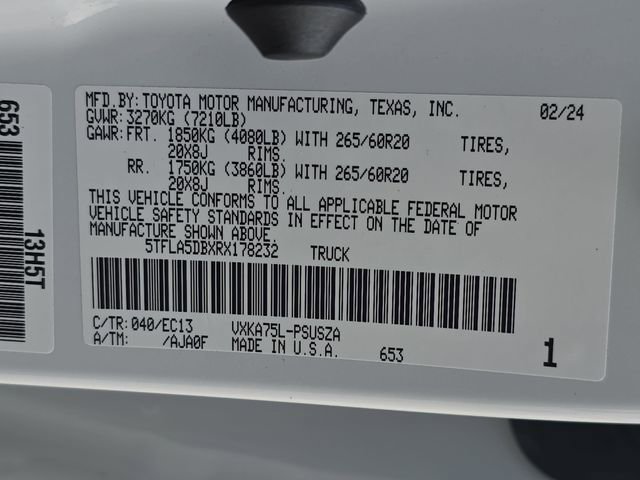 MFD.BY: TOYOTA MOTOR MANUFACTURING, TEXAS, INC. 02/24
GVWR: 3270KG (7210LB)
GAWR: FRT. 1850KG (4080LB) WITH 265/60R20 TIRES,
20X8J RIMS.
RR. 1750KG (3860LB) WITH 265/60R20 TIRES,
20X8J RIMS.
THIS VEHICLE CONFORMS TO ALL APPLICABLE FEDERAL MOTOR
VEHICLE SAFETY STANDARDS IN EFFECT ON THE DATE OF
MANUFACTURE SHOWN ABOVE.
5TFLA5DBXRX178232 TRUCK
C/TR: 040/EC13 VXKA75L-PSUSZA
A/TM: /AJA0F MADE IN U.S.A. 653 1
653
13H5T